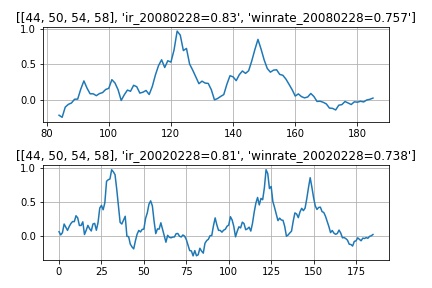 [[44, 50, 54, 58], 'ir_20080228=0.83', 'winrate_20080228=0.757']
1.0
0.5
0.0
80 100 120 140 160 180
[[44, 50, 54, 58], 'ir_20020228=0.81', 'winrate_20020228=0.738']
1.0
0.5
0.0
0 25 50 75 100 125 150 175